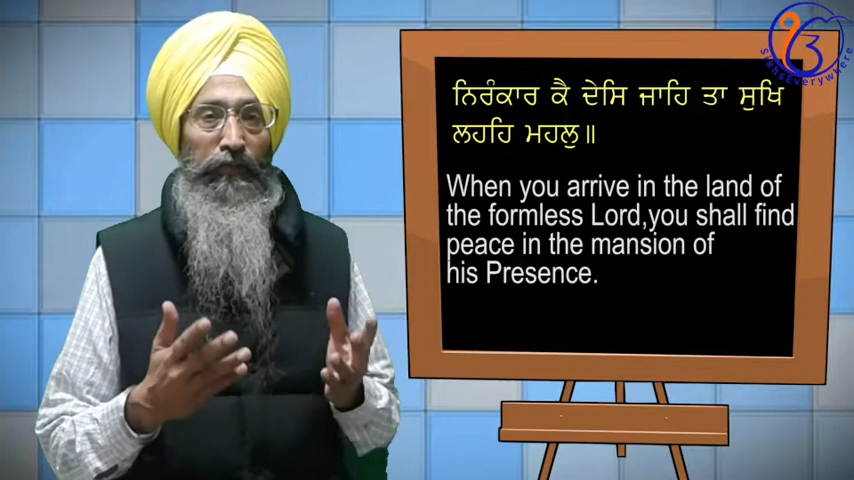 ਨਿਰੰਕਾਰ ਕੈ ਦੇਸਿ ਜਾਹਿ ਤਾ ਸੁਖਿ
ਲਹਹਿ ਮਹਲੁ॥
When you arrive in the land of
the formless Lord,you shall find
peace in the mansion of
his Presence.
SikhsEverywhere